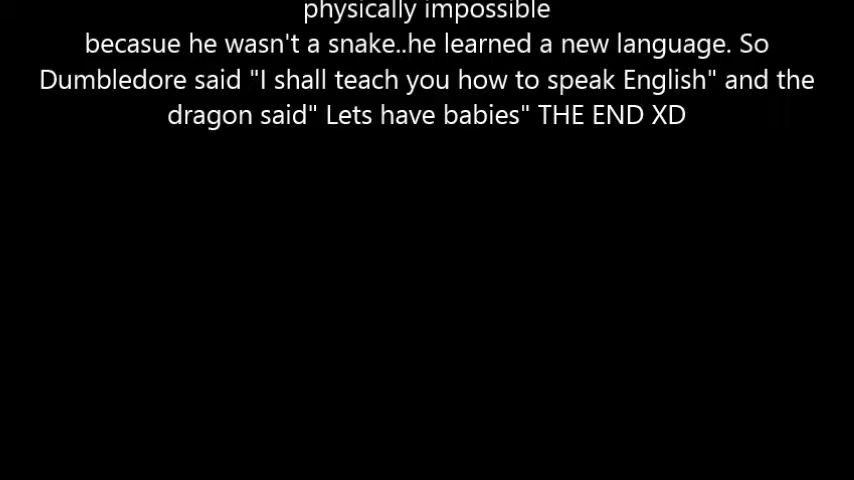 physically impossible
becasue he wasn't a snake..he learned a new language. So
Dumbledore said "I shall teach you how to speak English" and the
dragon said" Lets have babies" THE END XD